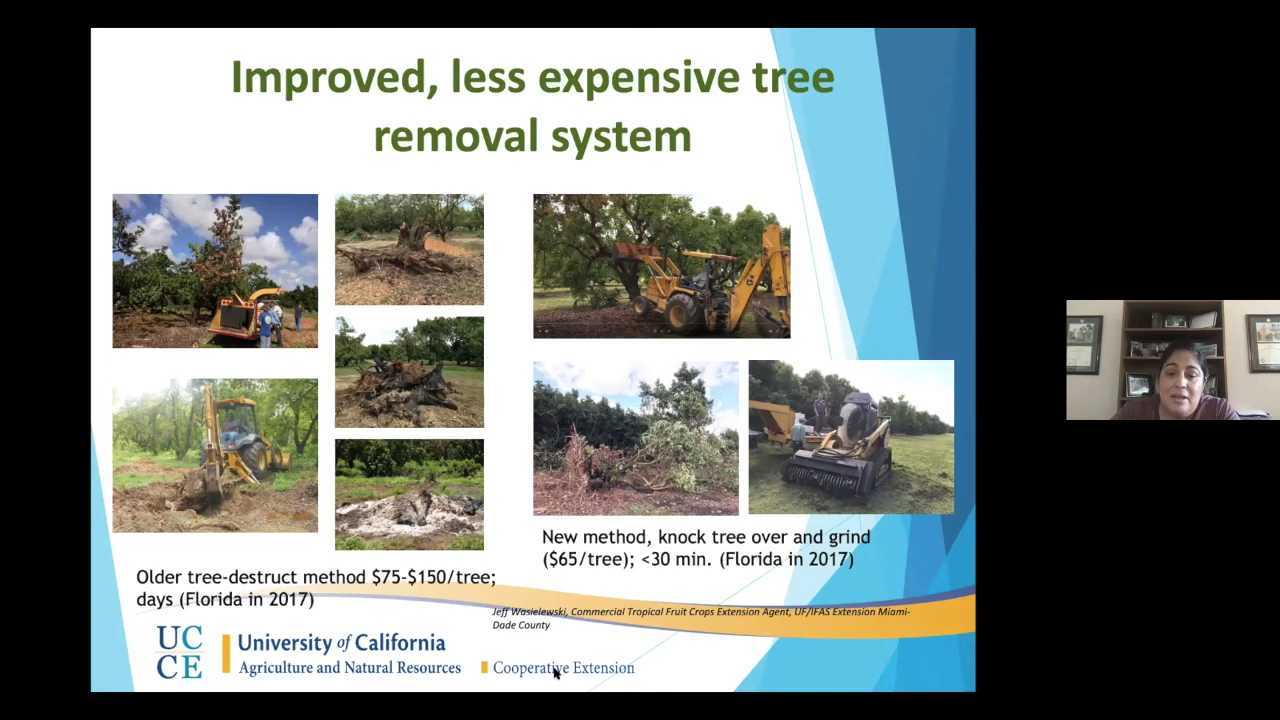 Improved, less expensive tree
removal system
Older tree-destruct method $75-$150/tree;
days (Florida in 2017)
New method, knock tree over and grind
($65/tree); <30 min. (Florida in 2017)
Jeff Wasielewski, Commercial Tropical Fruit Crops Extension Agent, UF/IFAS Extension Miami-
Dade County
UC
CE
University of California
Agriculture and Natural Resources
Cooperative Extension